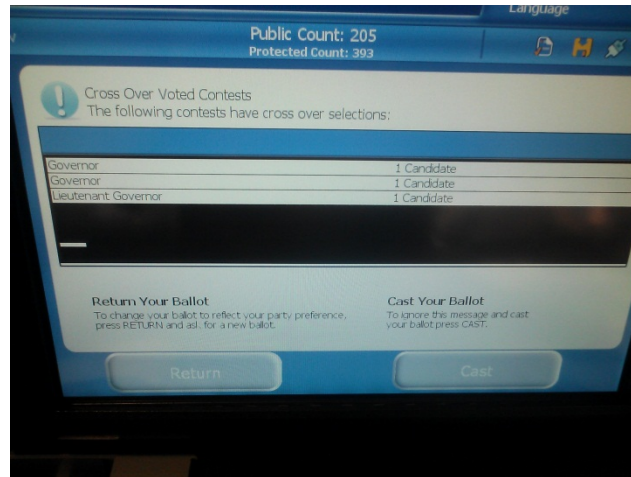 Language
Public Count: 205
Protected Count: 393
Cross Over Voted Contests
The following contests have cross over selections:
Governor 1 Candidate
Governor 1 Candidate
Lieutenant Governor 1 Candidate
Return Your Ballot
To change your ballot to reflect your party preference,
press RETURN and asl. for a new ballot.
Cast Your Ballot
To ignore this message and cast
your ballot press CAST.
Return
Cast